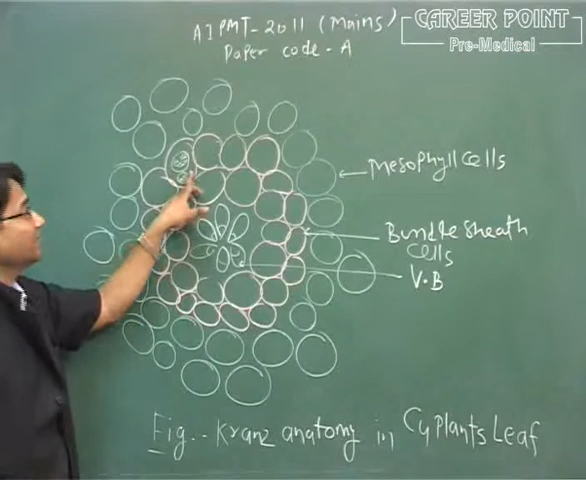 AIPMT-2011 (Mains)
Paper code - A
CAREER POINT
Pre-Medical
Mesophyll cells
Bundle sheath
cells
V.B
Fig.- Kranz anatomy in C4 Plants Leaf